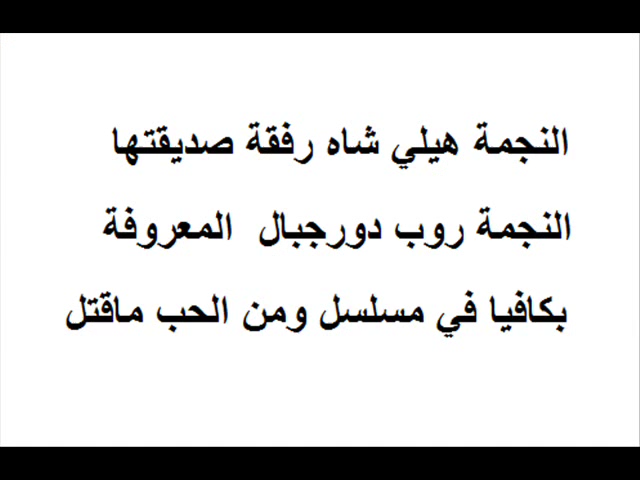 النجمة هيلي شاه رفقة صديقتها
النجمة روب دورجبال  المعروفة
بكافيا في مسلسل ومن الحب ماقتل